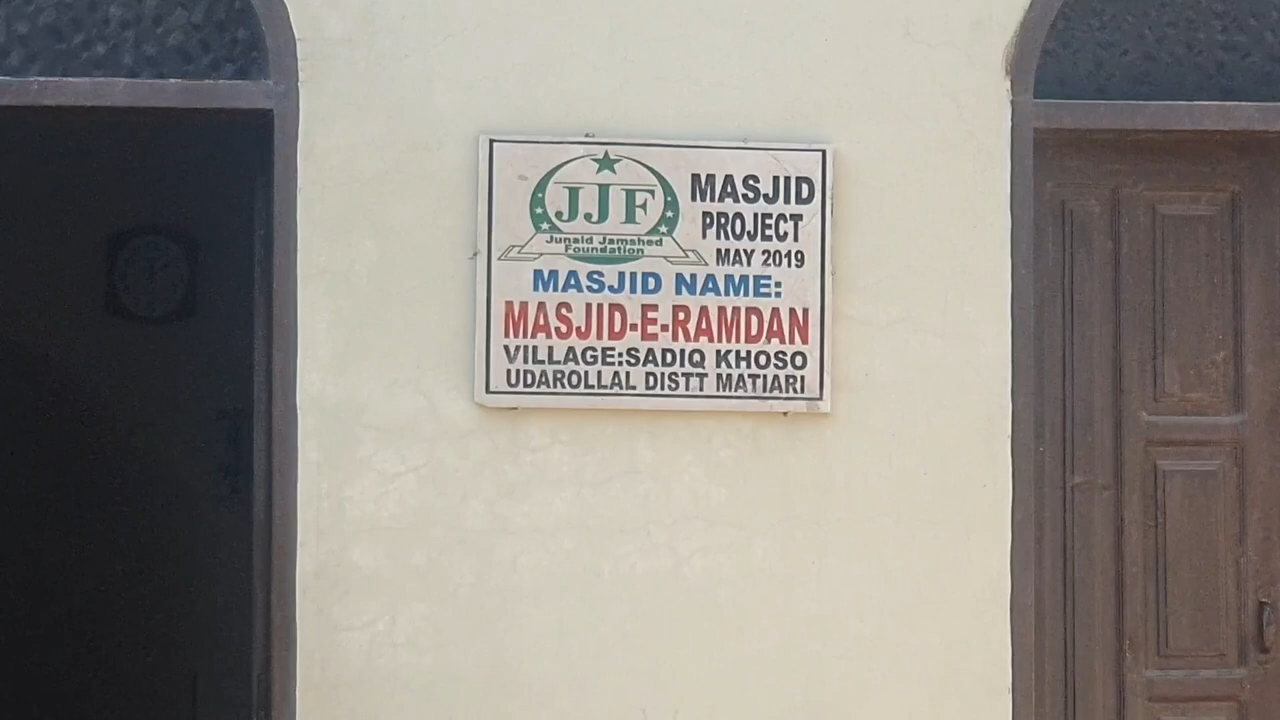 JJF
Junaid Jamshed
Foundation
MASJID
PROJECT
MAY 2019
MASJID NAME:
MASJID-E-RAMDAN
VILLAGE:SADIQ KHOSO
UDAROLLAL DISTT MATIARI